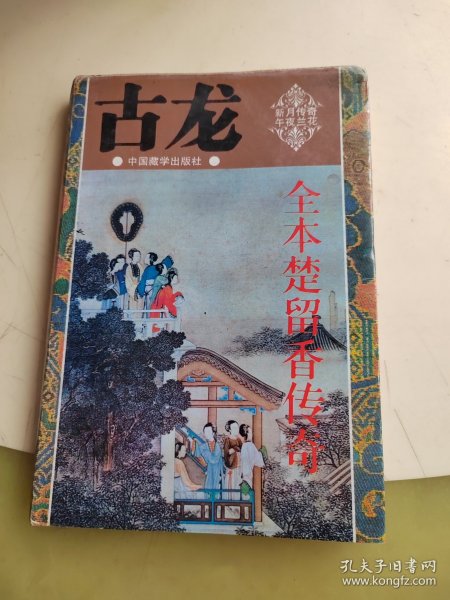 古龙
新月传奇
午夜兰花
中国藏学出版社
全本楚留香传奇
孔夫子旧书网
www.kongfz.com